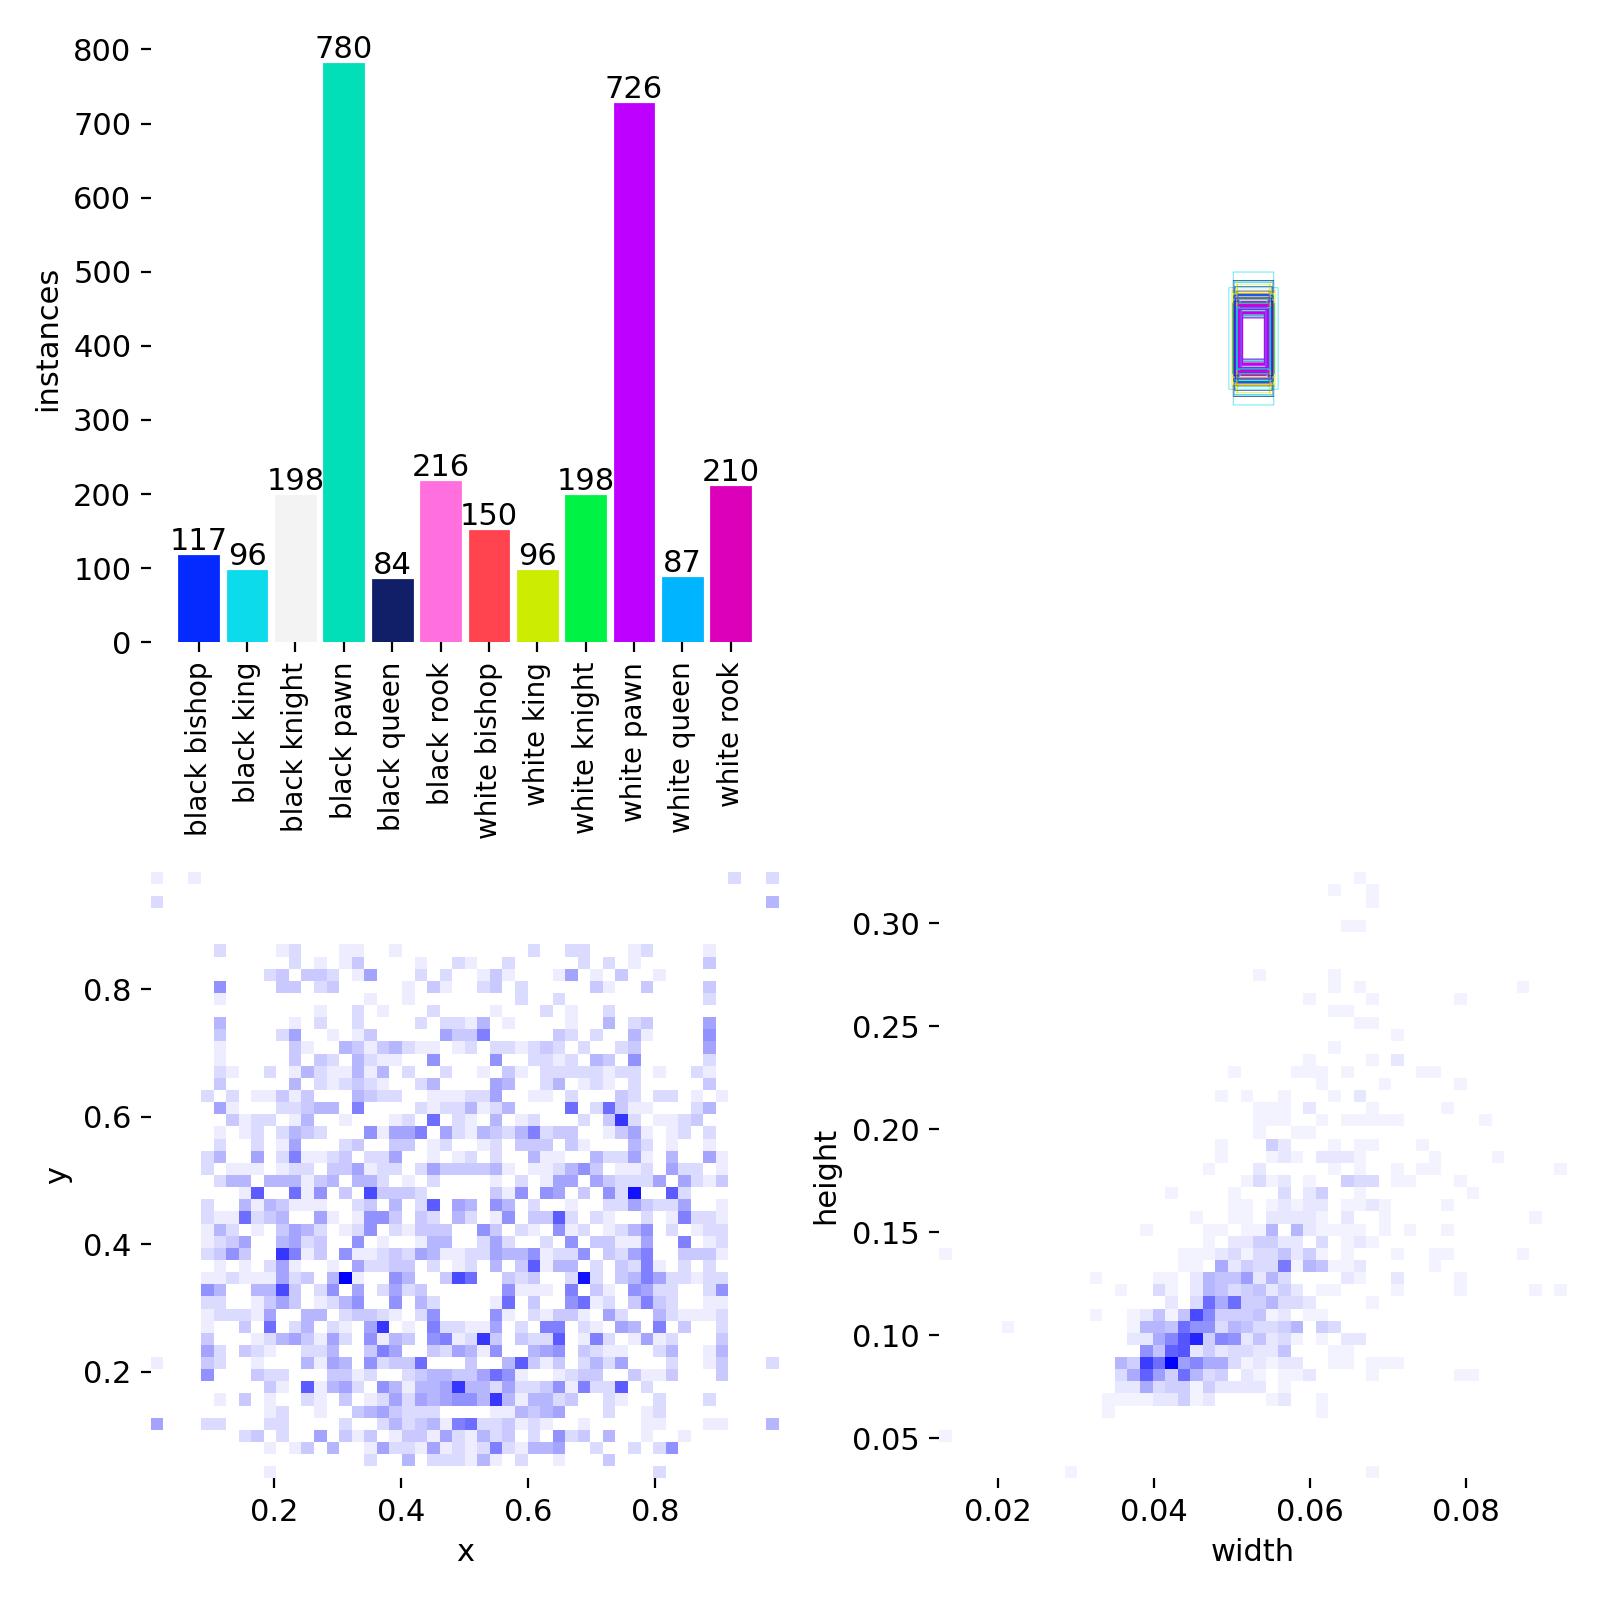 800
700
600
500
400
300
200
100
0
instances
117
96
198
780
84
216
150
96
198
726
87
210
black bishop
black king
black knight
black pawn
black queen
black rook
white bishop
white king
white knight
white pawn
white queen
white rook
0.8
0.6
0.4
0.2
y
0.2
0.4
0.6
0.8
x
0.30
0.25
0.20
0.15
0.10
0.05
height
0.02
0.04
0.06
0.08
width